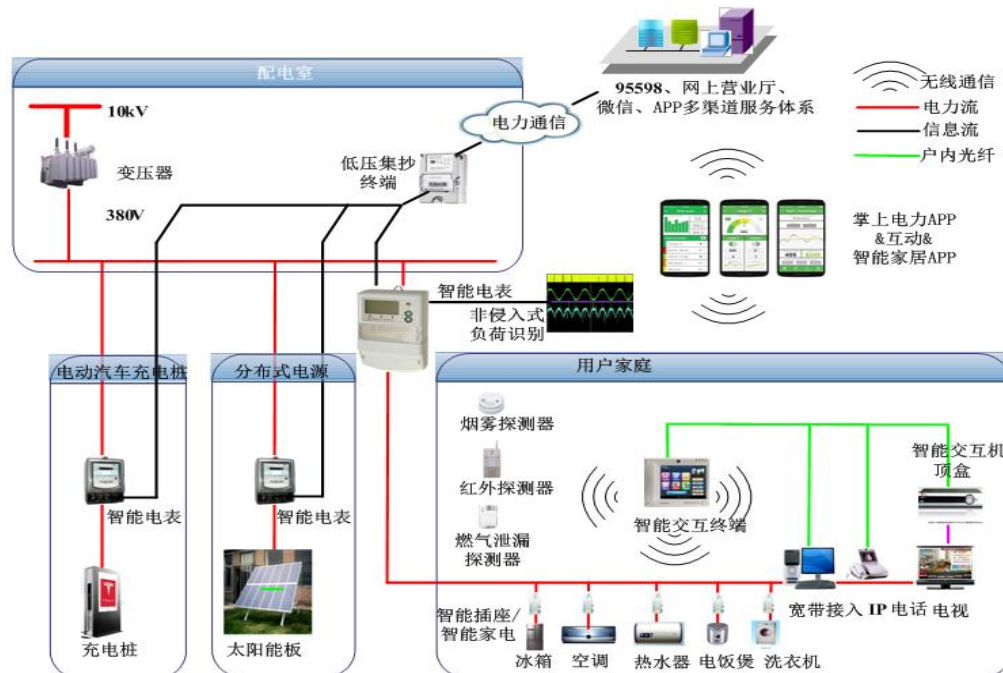 配电室
10kV
变压器
380V
低压集抄
终端
电力通信
95598、网上营业厅、
微信、APP多渠道服务体系
无线通信
电力流
信息流
户内光纤
掌上电力APP
&互动&
智能家居APP
智能电表
非侵入式
负荷识别
电动汽车充电桩
智能电表
充电桩
分布式电源
智能电表
太阳能板
用户家庭
烟雾探测器
红外探测器
燃气泄漏
探测器
智能交互终端
智能交互机
顶盒
宽带接入 IP 电话 电视
智能插座/
智能家电
冰箱 空调 热水器 电饭煲 洗衣机